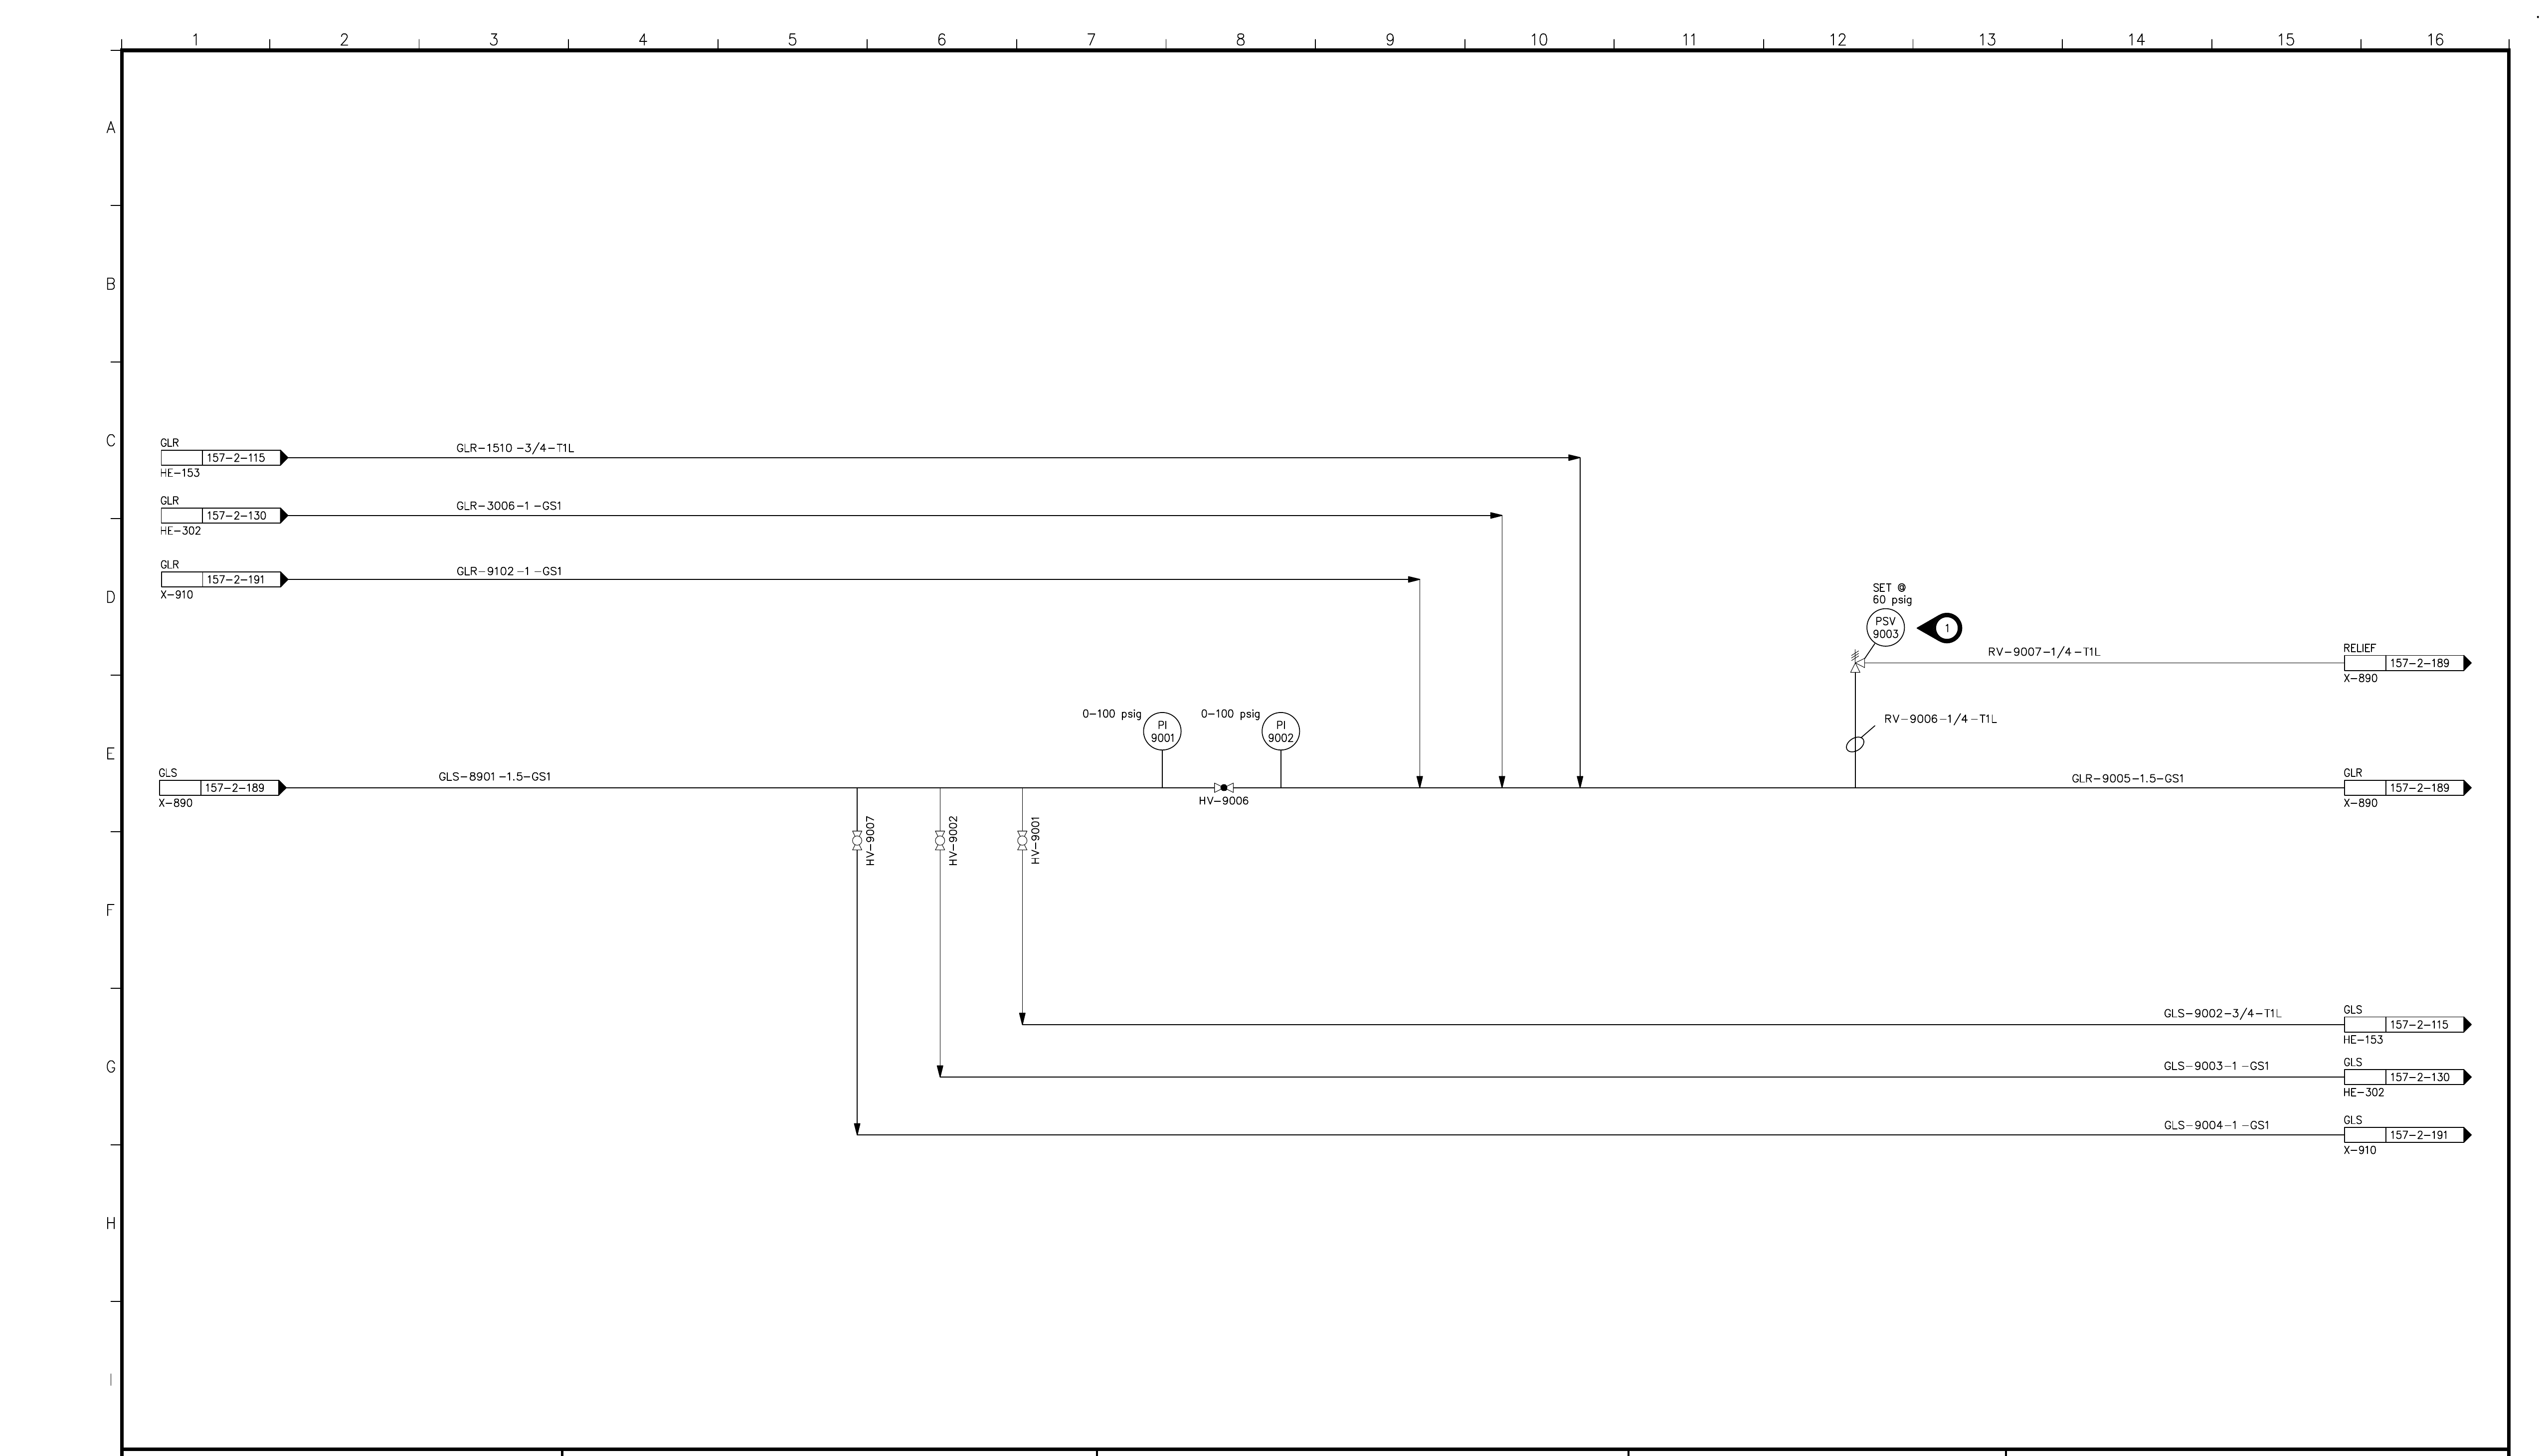 1 2 3 4 5 6 7 8 9 10 11 12 13 14 15 16
A
B
C
D
E
F
G
H
I
GLR
157-2-115
HE-153
GLR-1510-3/4-T1L
GLR
157-2-130
HE-302
GLR-3006-1-GS1
GLR
157-2-191
X-910
GLR-9102-1-GS1
SET @
60 psig
PSV
9003
1
RV-9007-1/4-T1L
RELIEF
157-2-189
X-890
RV-9006-1/4-T1L
0-100 psig
PI
9001
0-100 psig
PI
9002
GLS
157-2-189
X-890
GLS-8901-1.5-GS1
HV-9006
GLR-9005-1.5-GS1
GLR
157-2-189
X-890
HV-9007
HV-9002
HV-9001
GLS-9002-3/4-T1L
GLS
157-2-115
HE-153
GLS-9003-1-GS1
GLS
157-2-130
HE-302
GLS-9004-1-GS1
GLS
157-2-191
X-910